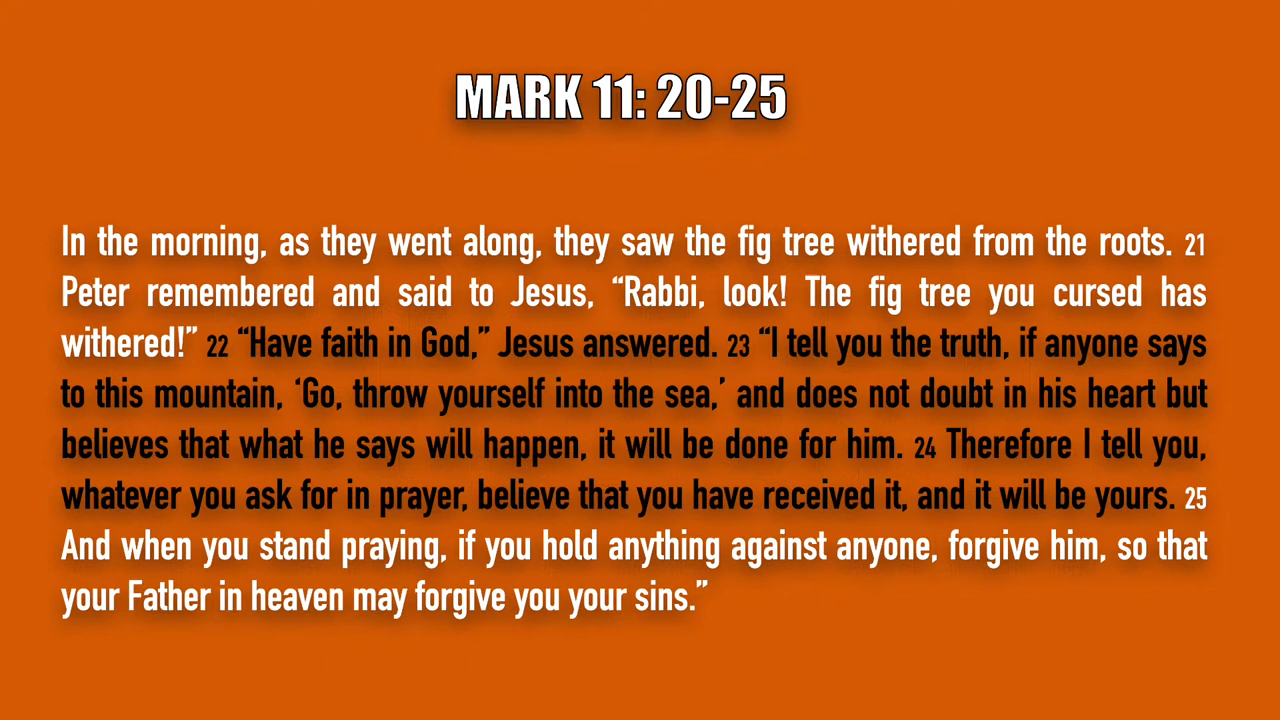 MARK 11: 20-25
In the morning, as they went along, they saw the fig tree withered from the roots. 21
Peter remembered and said to Jesus, “Rabbi, look! The fig tree you cursed has
withered!” 22 “Have faith in God,” Jesus answered. 23 “I tell you the truth, if anyone says
to this mountain, ‘Go, throw yourself into the sea,’ and does not doubt in his heart but
believes that what he says will happen, it will be done for him. 24 Therefore I tell you,
whatever you ask for in prayer, believe that you have received it, and it will be yours. 25
And when you stand praying, if you hold anything against anyone, forgive him, so that
your Father in heaven may forgive you your sins.”